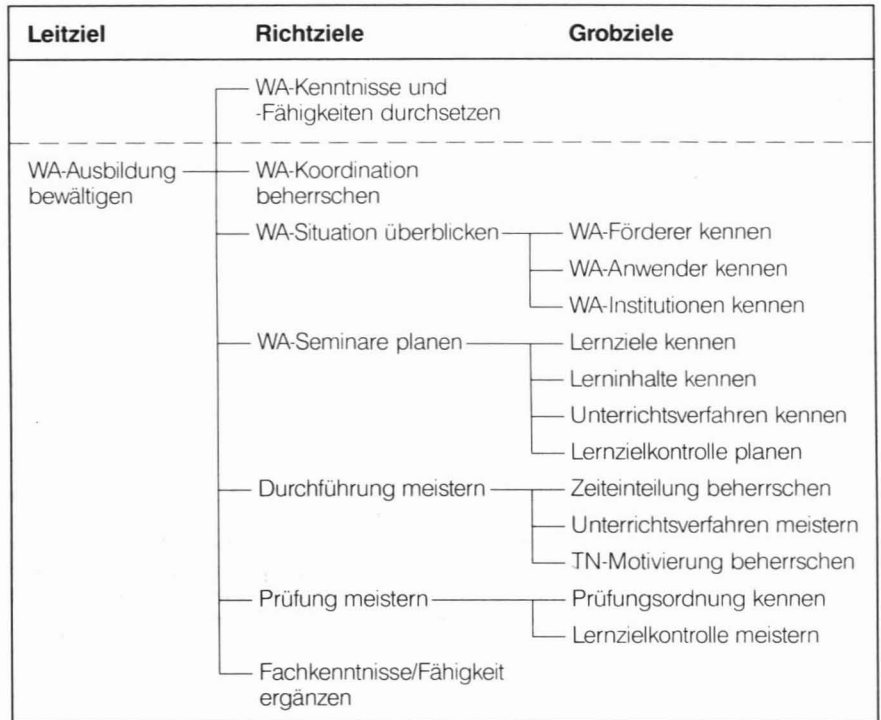 Leitziel Richtziele Grobziele
WA-Kenntnisse und
-Fähigkeiten durchsetzen
WA-Ausbildung
bewältigen
WA-Koordination
beherrschen
WA-Situation überblicken
WA-Förderer kennen
WA-Anwender kennen
WA-Institutionen kennen
WA-Seminare planen
Lernziele kennen
Lerninhalte kennen
Unterrichtsverfahren kennen
Lernzielkontrolle planen
Durchführung meistern
Zeiteinteilung beherrschen
Unterrichtsverfahren meistern
TN-Motivierung beherrschen
Prüfung meistern
Prüfungsordnung kennen
Lernzielkontrolle meistern
Fachkenntnisse/Fähigkeit
ergänzen